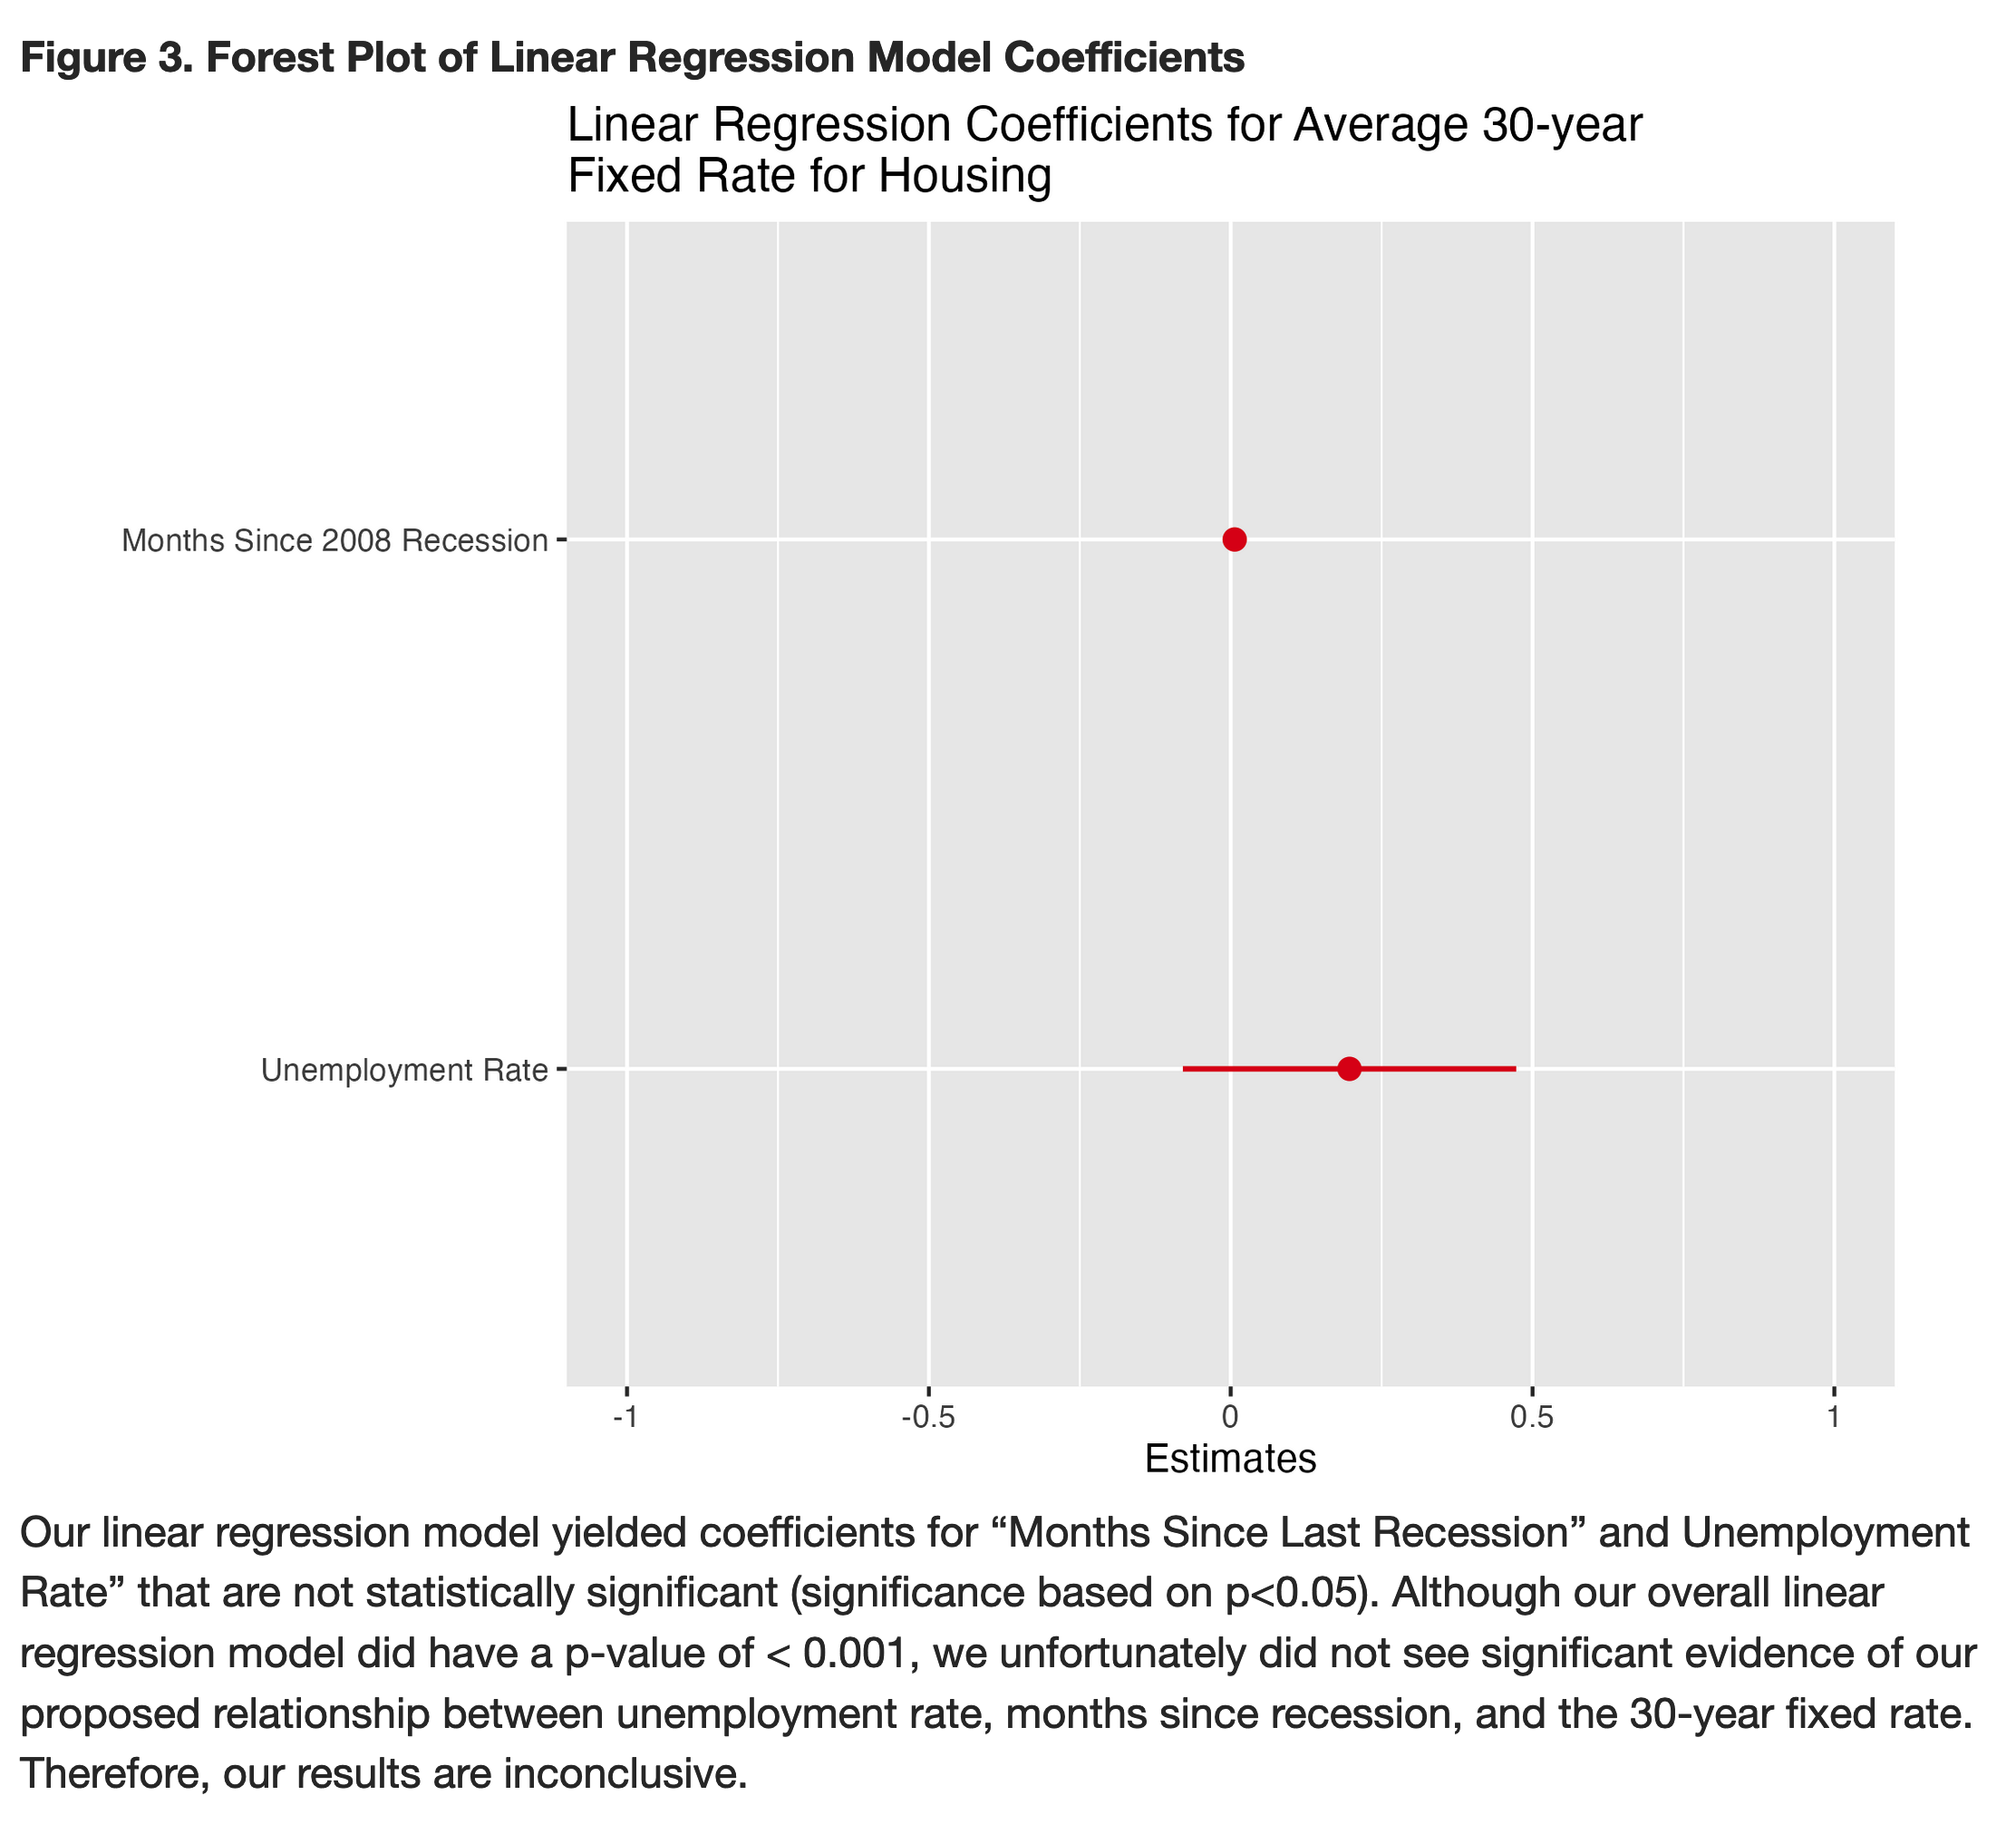 Figure 3. Forest Plot of Linear Regression Model Coefficients
Linear Regression Coefficients for Average 30-year
Fixed Rate for Housing
Months Since 2008 Recession
Unemployment Rate
-1 -0.5 0 0.5 1
Estimates
Our linear regression model yielded coefficients for “Months Since Last Recession” and Unemployment
Rate” that are not statistically significant (significance based on p<0.05). Although our overall linear
regression model did have a p-value of < 0.001, we unfortunately did not see significant evidence of our
proposed relationship between unemployment rate, months since recession, and the 30-year fixed rate.
Therefore, our results are inconclusive.